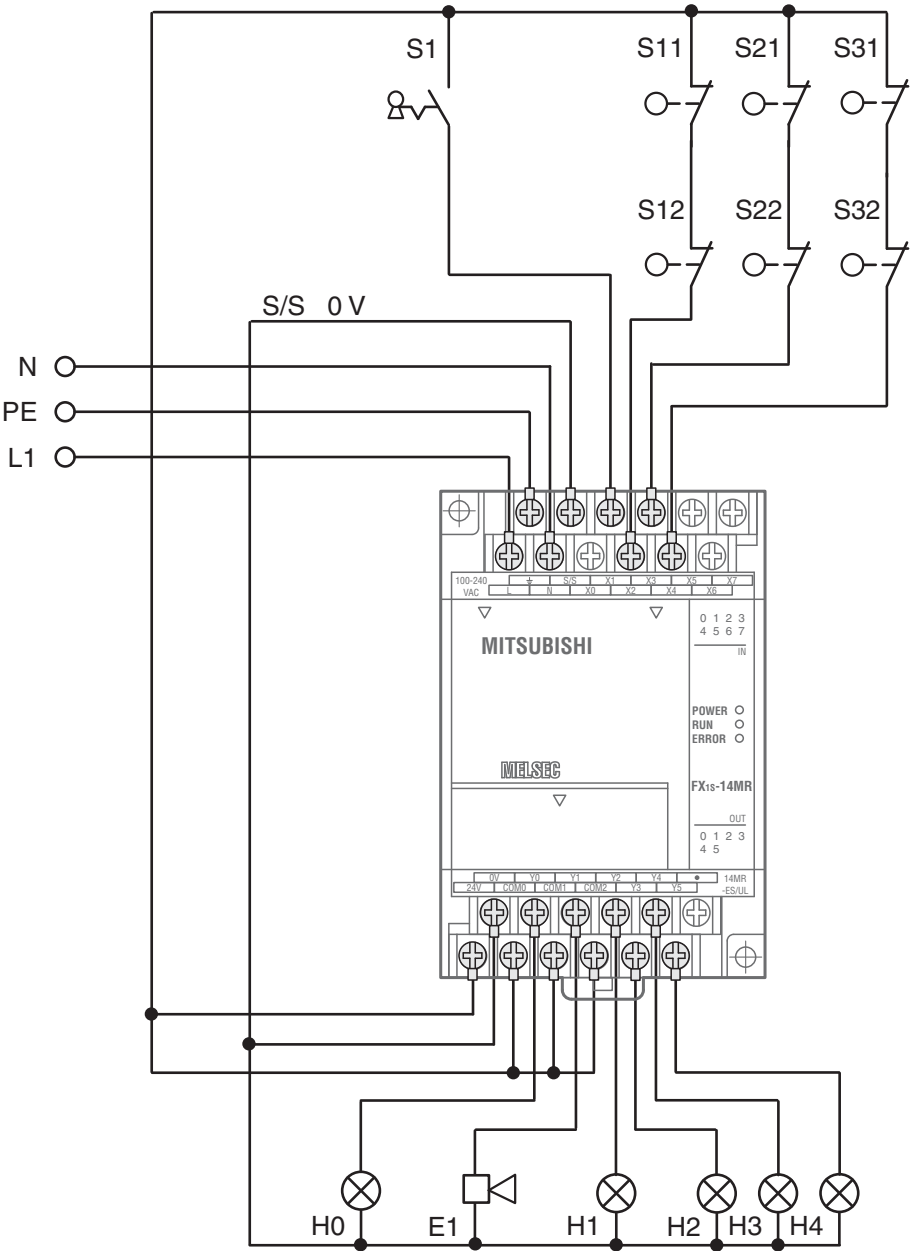 S1 S11 S21 S31
S12 S22 S32
S/S 0 V
N
PE
L1
100-240 ⏚ S/S X1 X3 X5 X7
VAC L N X0 X2 X4 X6
0 1 2 3
4 5 6 7
IN
MITSUBISHI
POWER
RUN
ERROR
MELSEC
FX1S-14MR
OUT
0 1 2 3
4 5
0V Y0 Y1 Y2 Y4 • 14MR
24V COM0 COM1 COM2 Y3 Y5 -ES/UL
H0 E1 H1 H2 H3 H4